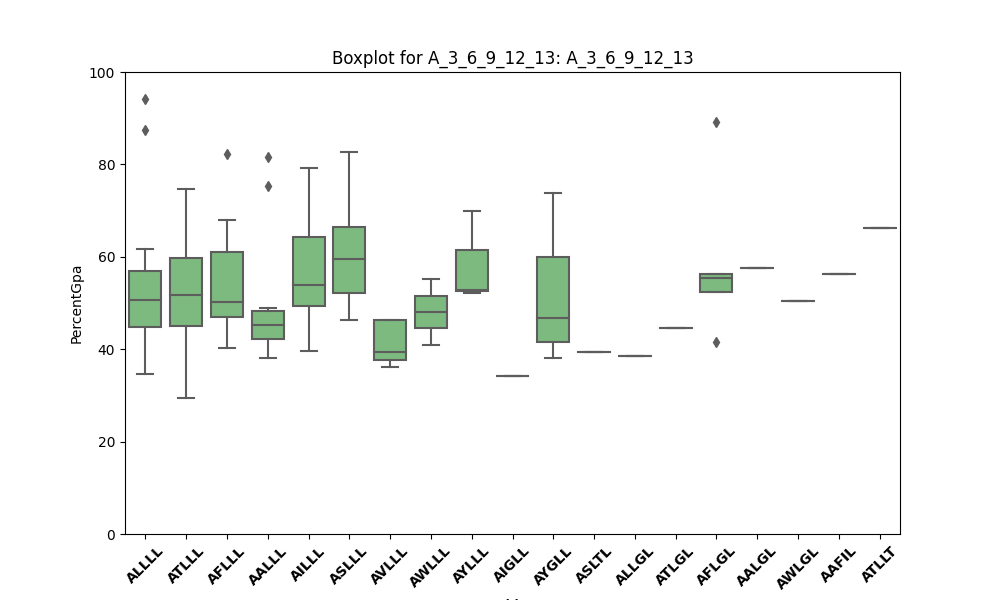 Boxplot for A_3_6_9_12_13: A_3_6_9_12_13
100
80
60
40
20
0
PercentGpa
ALLLL
ATLLL
AFLLL
AALLL
AILLL
ASLLL
AVLLL
AWLLL
AYLLL
AIGLL
AYGLL
ASLTL
ALLGL
ATLGL
AFLGL
AALGL
AWLGL
AAFIL
ATLLT